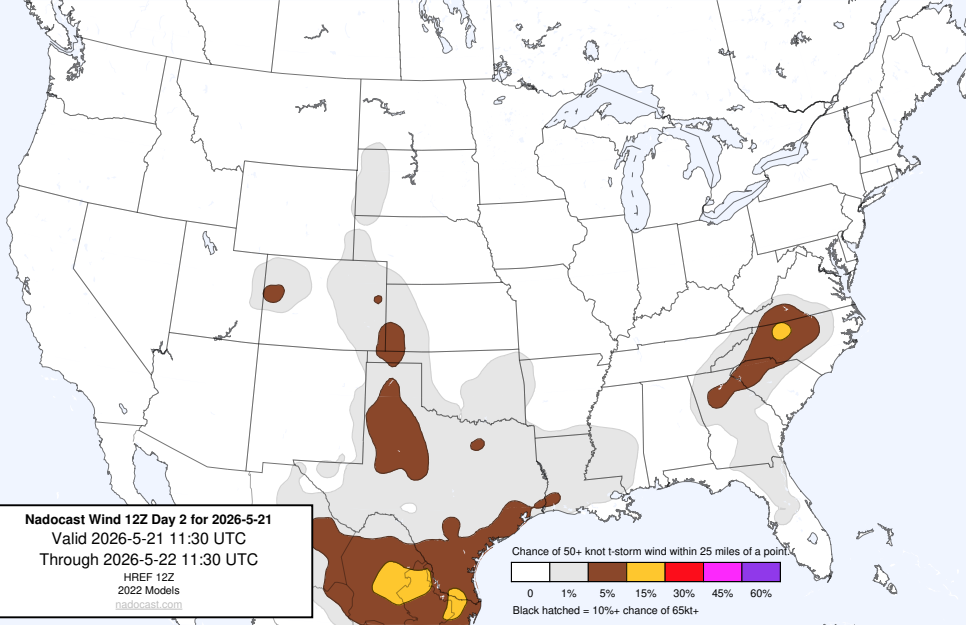 Nadocast Wind 12Z Day 2 for 2026-5-21
Valid 2026-5-21 11:30 UTC
Through 2026-5-22 11:30 UTC
HREF 12Z
2022 Models
nadocast.com
Chance of 50+ knot t-storm wind within 25 miles of a point.
0 1% 5% 15% 30% 45% 60%
Black hatched = 10%+ chance of 65kt+